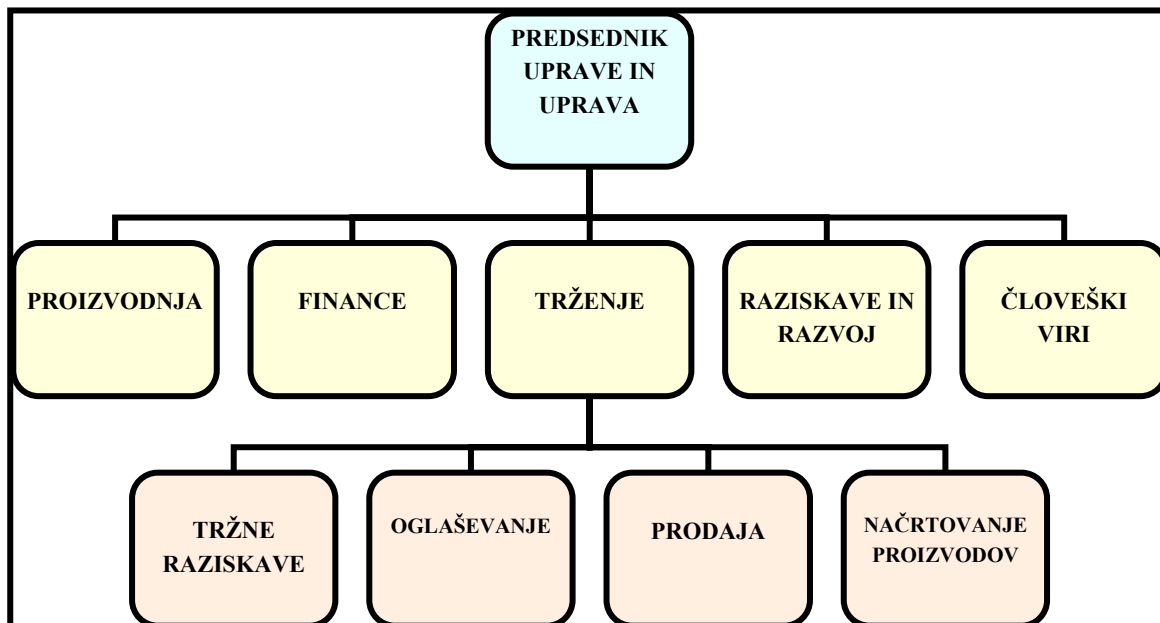 PREDSEDNIK
UPRAVE IN
UPRAVA
PROIZVODNJA
FINANCE
TRŽENJE
RAZISKAVE IN
RAZVOJ
ČLOVEŠKI
VIRI
TRŽNE
RAZISKAVE
OGLAŠEVANJE
PRODAJA
NAČRTOVANJE
PROIZVODOV